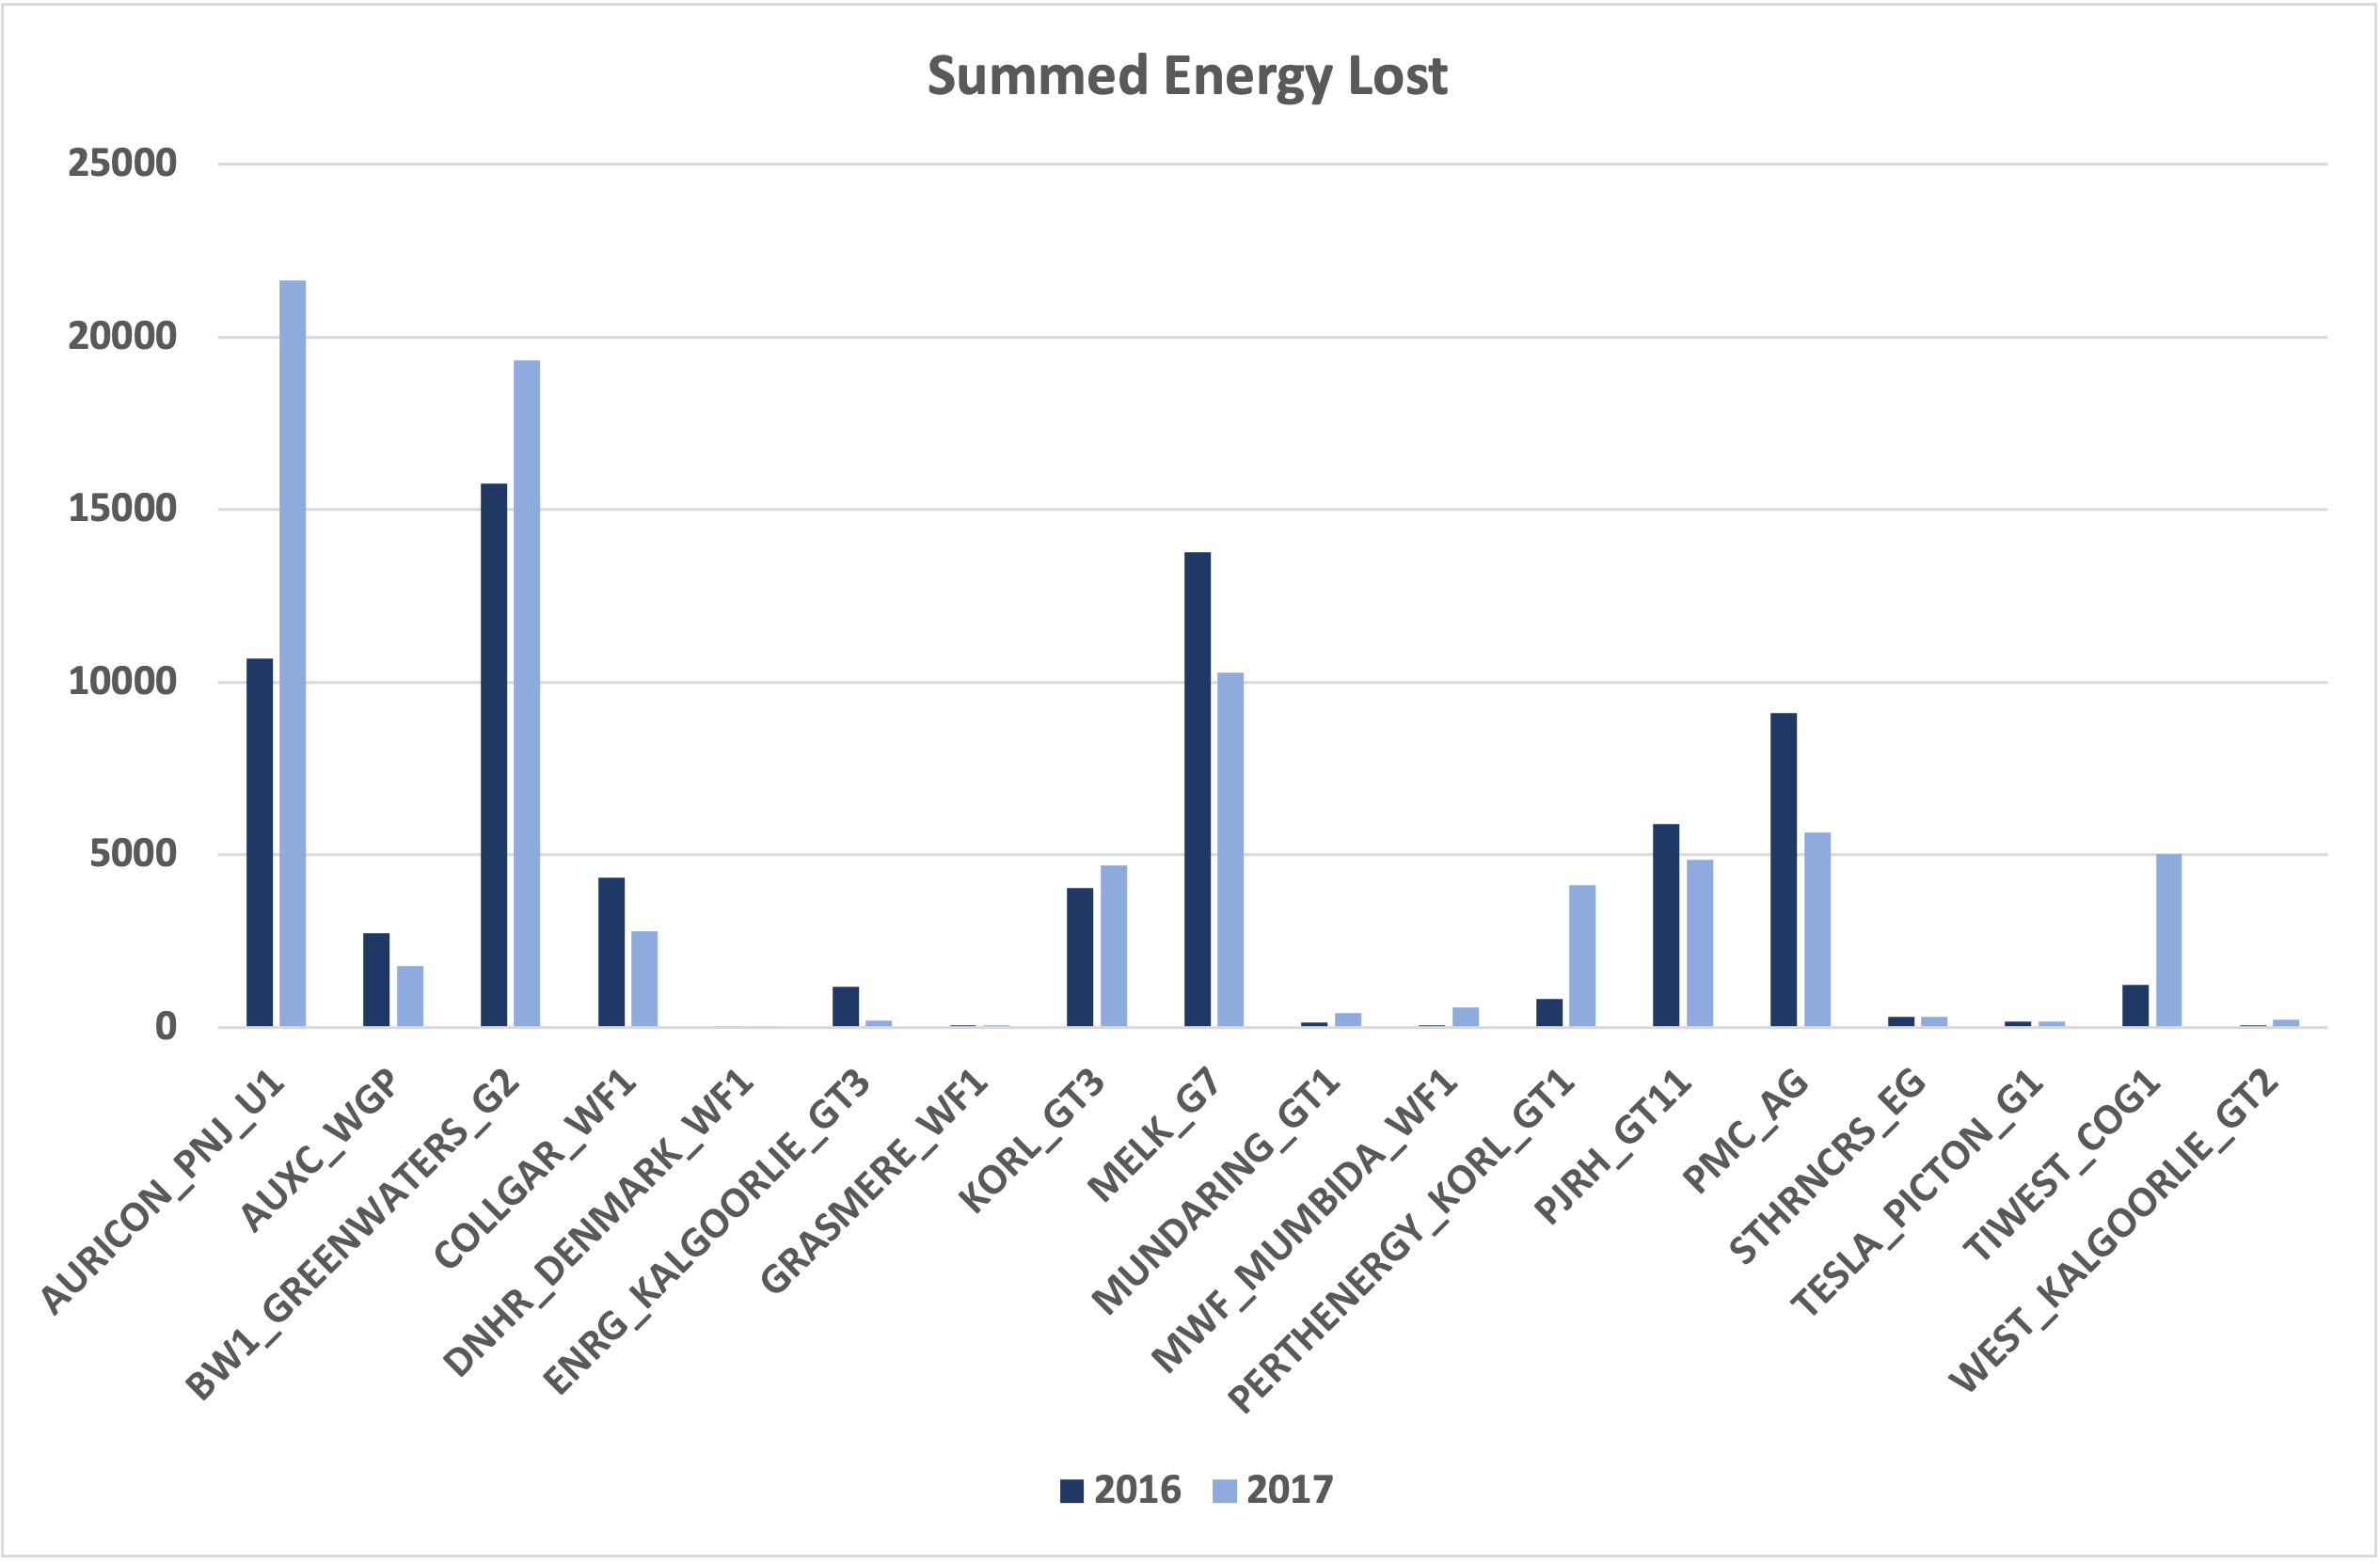 Summed Energy Lost
25000
20000
15000
10000
5000
0
AURICON_PNJ_U1
AUXC_WGP
BW1_GREENWATERS_G2
COLLGAR_WF1
DNHR_DENMARK_WF1
ENRG_KALGOORLIE_GT3
GRASMERE_WF1
KORL_GT3
MELK_G7
MUNDARING_GT1
MWF_MUMBIDA_WF1
PERTHENERGY_KORL_GT1
PJRH_GT11
PMC_AG
STHRNCRS_EG
TESLA_PICTON_G1
TIWEST_COG1
WEST_KALGOORLIE_GT2
2016 2017